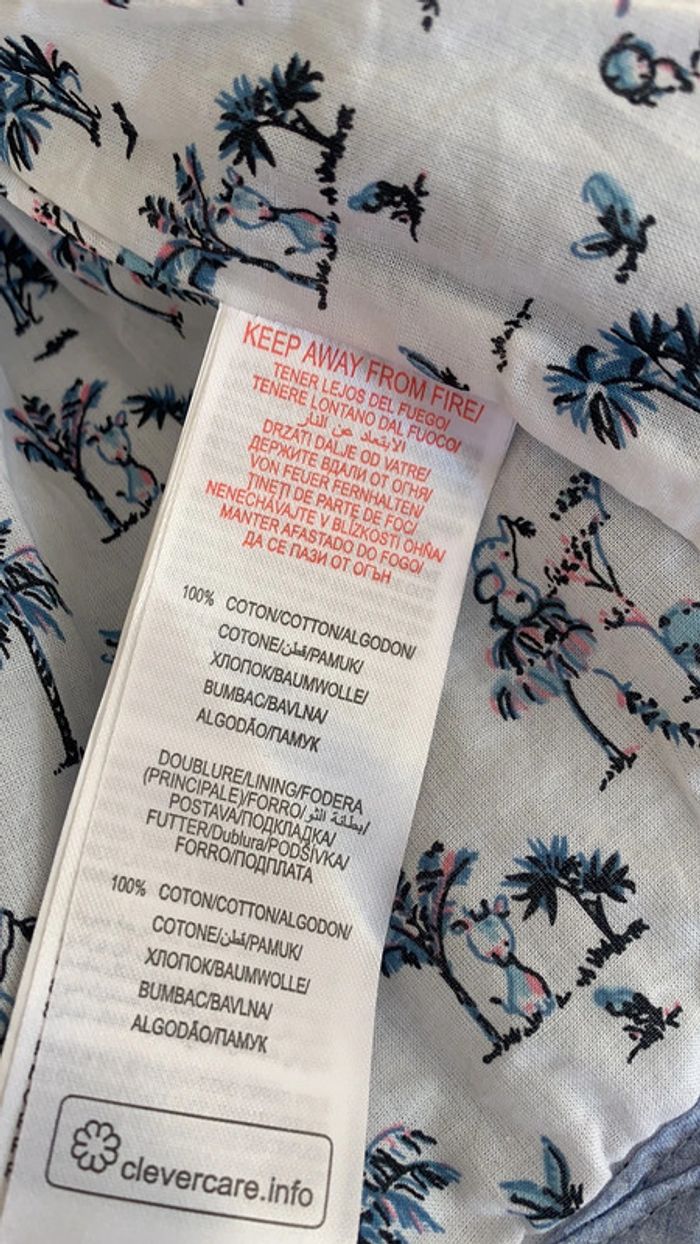 KEEP AWAY FROM FIRE/
TENER LEJOS DEL FUEGO/
TENERE LONTANO DAL FUOCO/
الابتعاد عن النار
DRZATI DALJE OD VATRE/
ДЕРЖИТЕ ВДАЛИ ОТ ОГНЯ/
VON FEUER FERNHALTEN/
ȚINEȚI DE PARTE DE FOC/
NENECHÁVAJTE V BLÍZKOSTI OHŇA/
MANTER AFASTADO DO FOGO/
ДА СЕ ПАЗИ ОТ ОГЪН
100% COTON/COTTON/ALGODON/
COTONE/قطن/PAMUK/
ХЛОПОК/BAUMWOLLE/
BUMBAC/BAVLNA/
ALGODÃO/ПАМУК
DOUBLURE/LINING/FODERA
(PRINCIPALE)/FORRO/بطانة الثو/
POSTAVA/ПОДКЛАДКА/
FUTTER/Dublura/PODŠÍVKA/
FORRO/ПОДПЛАТА
100% COTON/COTTON/ALGODON/
COTONE/قطن/PAMUK/
ХЛОПОК/BAUMWOLLE/
BUMBAC/BAVLNA/
ALGODÃO/ПАМУК
clevercare.info